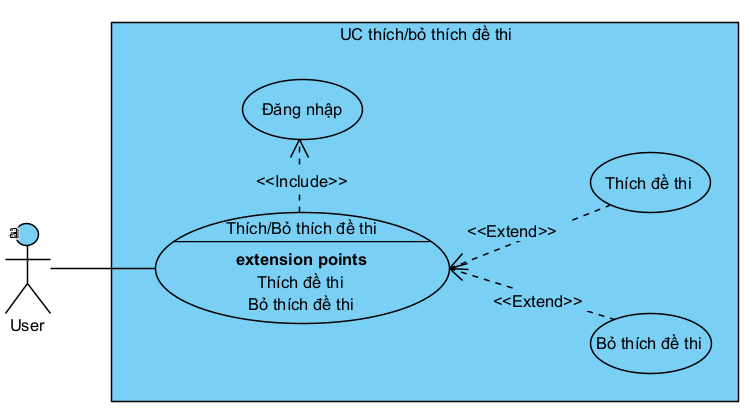 UC thích/bỏ thích đề thi
Đăng nhập
<<Include>>
Thích đề thi
Thích/Bỏ thích đề thi
<<Extend>>
extension points
Thích đề thi
Bỏ thích đề thi
<<Extend>>
User
Bỏ thích đề thi